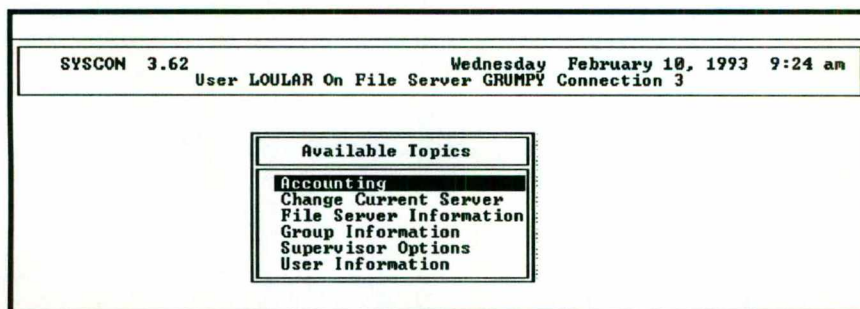 SYSCON 3.62 Wednesday February 10, 1993 9:24 am
User LOULAR On File Server GRUMPY Connection 3
Available Topics
Accounting
Change Current Server
File Server Information
Group Information
Supervisor Options
User Information